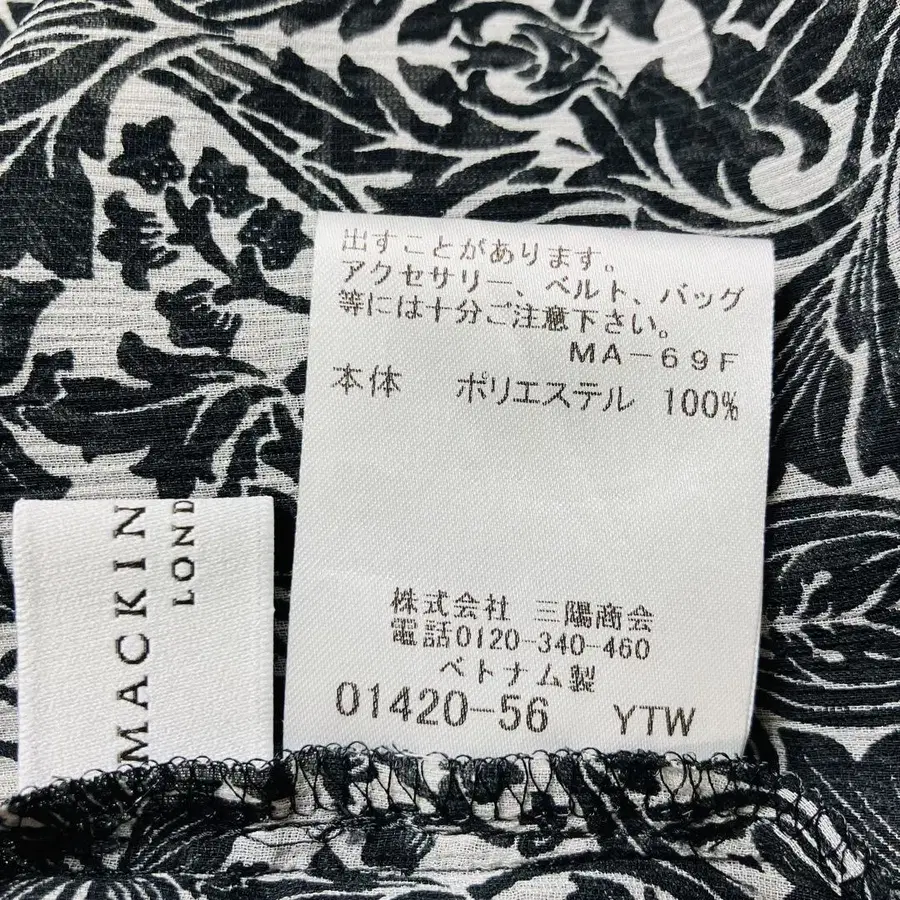 出すことがあります。
アクセサリー、ベルト、バッグ
等には十分ご注意下さい。
MA-69F
本体 ポリエステル 100%
株式会社 三陽商会
電話0120-340-460
ベトナム製
01420-56 YTW
MACKIN
LOND